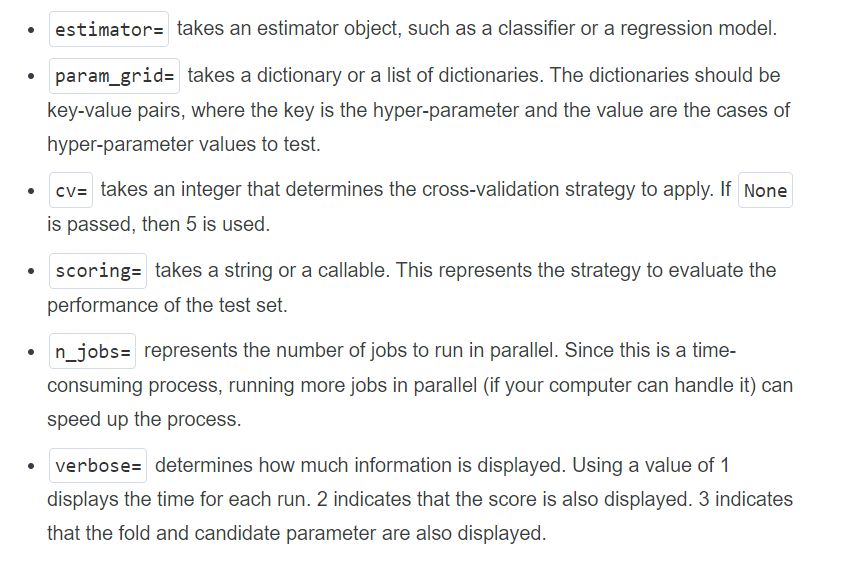 estimator= takes an estimator object, such as a classifier or a regression model.
param_grid= takes a dictionary or a list of dictionaries. The dictionaries should be
key-value pairs, where the key is the hyper-parameter and the value are the cases of
hyper-parameter values to test.
cv= takes an integer that determines the cross-validation strategy to apply. If None
is passed, then 5 is used.
scoring= takes a string or a callable. This represents the strategy to evaluate the
performance of the test set.
n_jobs= represents the number of jobs to run in parallel. Since this is a time-
consuming process, running more jobs in parallel (if your computer can handle it) can
speed up the process.
verbose= determines how much information is displayed. Using a value of 1
displays the time for each run. 2 indicates that the score is also displayed. 3 indicates
that the fold and candidate parameter are also displayed.